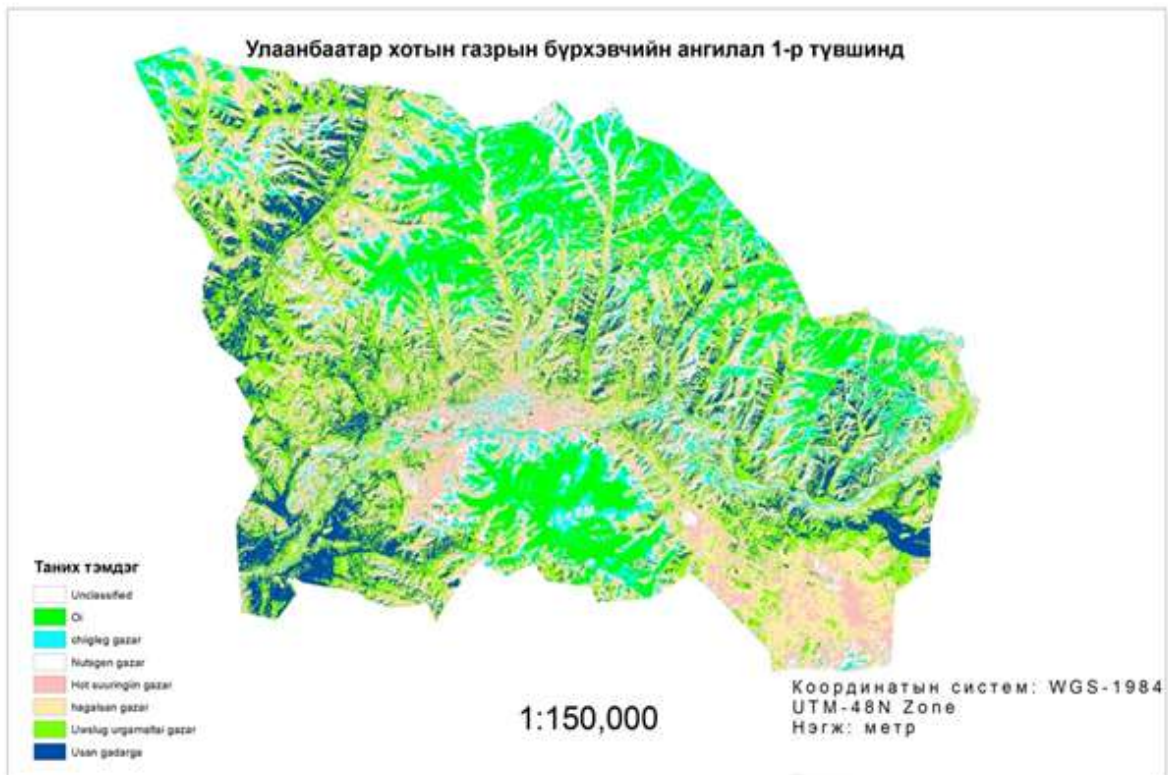 Улаанбаатар хотын газрын бүрхэвчийн ангилал 1-р түвшинд
Таних тэмдэг
Unclassified
Oi
chiigleg gazar
Nutsgen gazar
Hot suuringiin gazar
hagalsan gazar
Uwslug urgamaltai gazar
Usan gadarga
1:150,000
Координатын систем: WGS-1984
UTM-48N Zone
Нэгж: метр